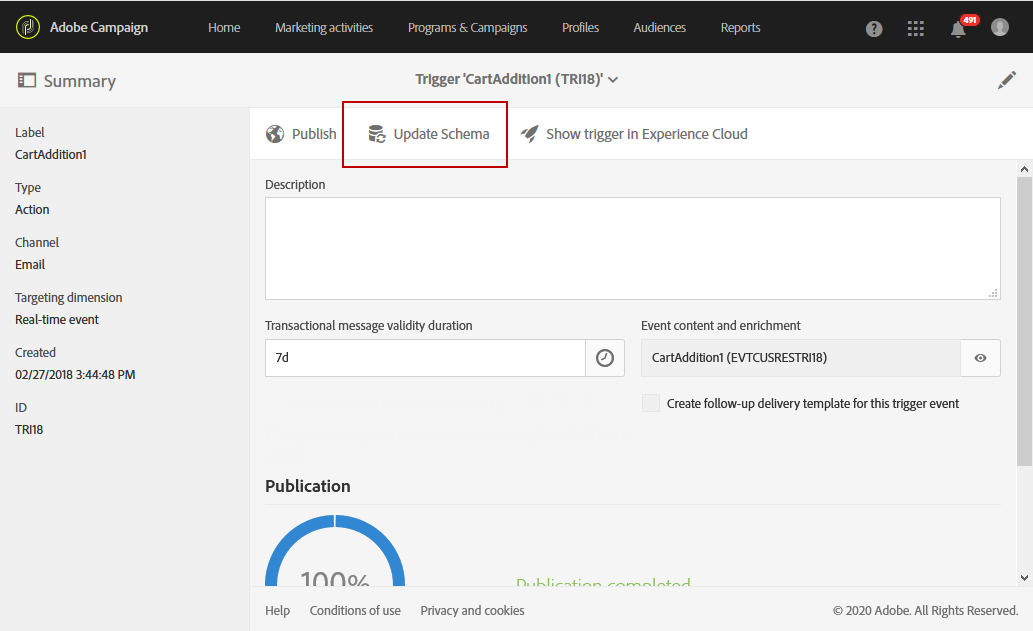 Adobe Campaign Home Marketing activities Programs & Campaigns Profiles Audiences Reports ? 491
Summary Trigger 'CartAddition1 (TRI18)'
Publish Update Schema Show trigger in Experience Cloud
Label
CartAddition1
Type
Action
Channel
Email
Targeting dimension
Real-time event
Created
02/27/2018 3:44:48 PM
ID
TRI18
Description
Transactional message validity duration
7d
Event content and enrichment
CartAddition1 (EVTCUSRESTRI18)
Create follow-up delivery template for this trigger event
Publication
100%
Publication completed
Help Conditions of use Privacy and cookies © 2020 Adobe. All Rights Reserved.